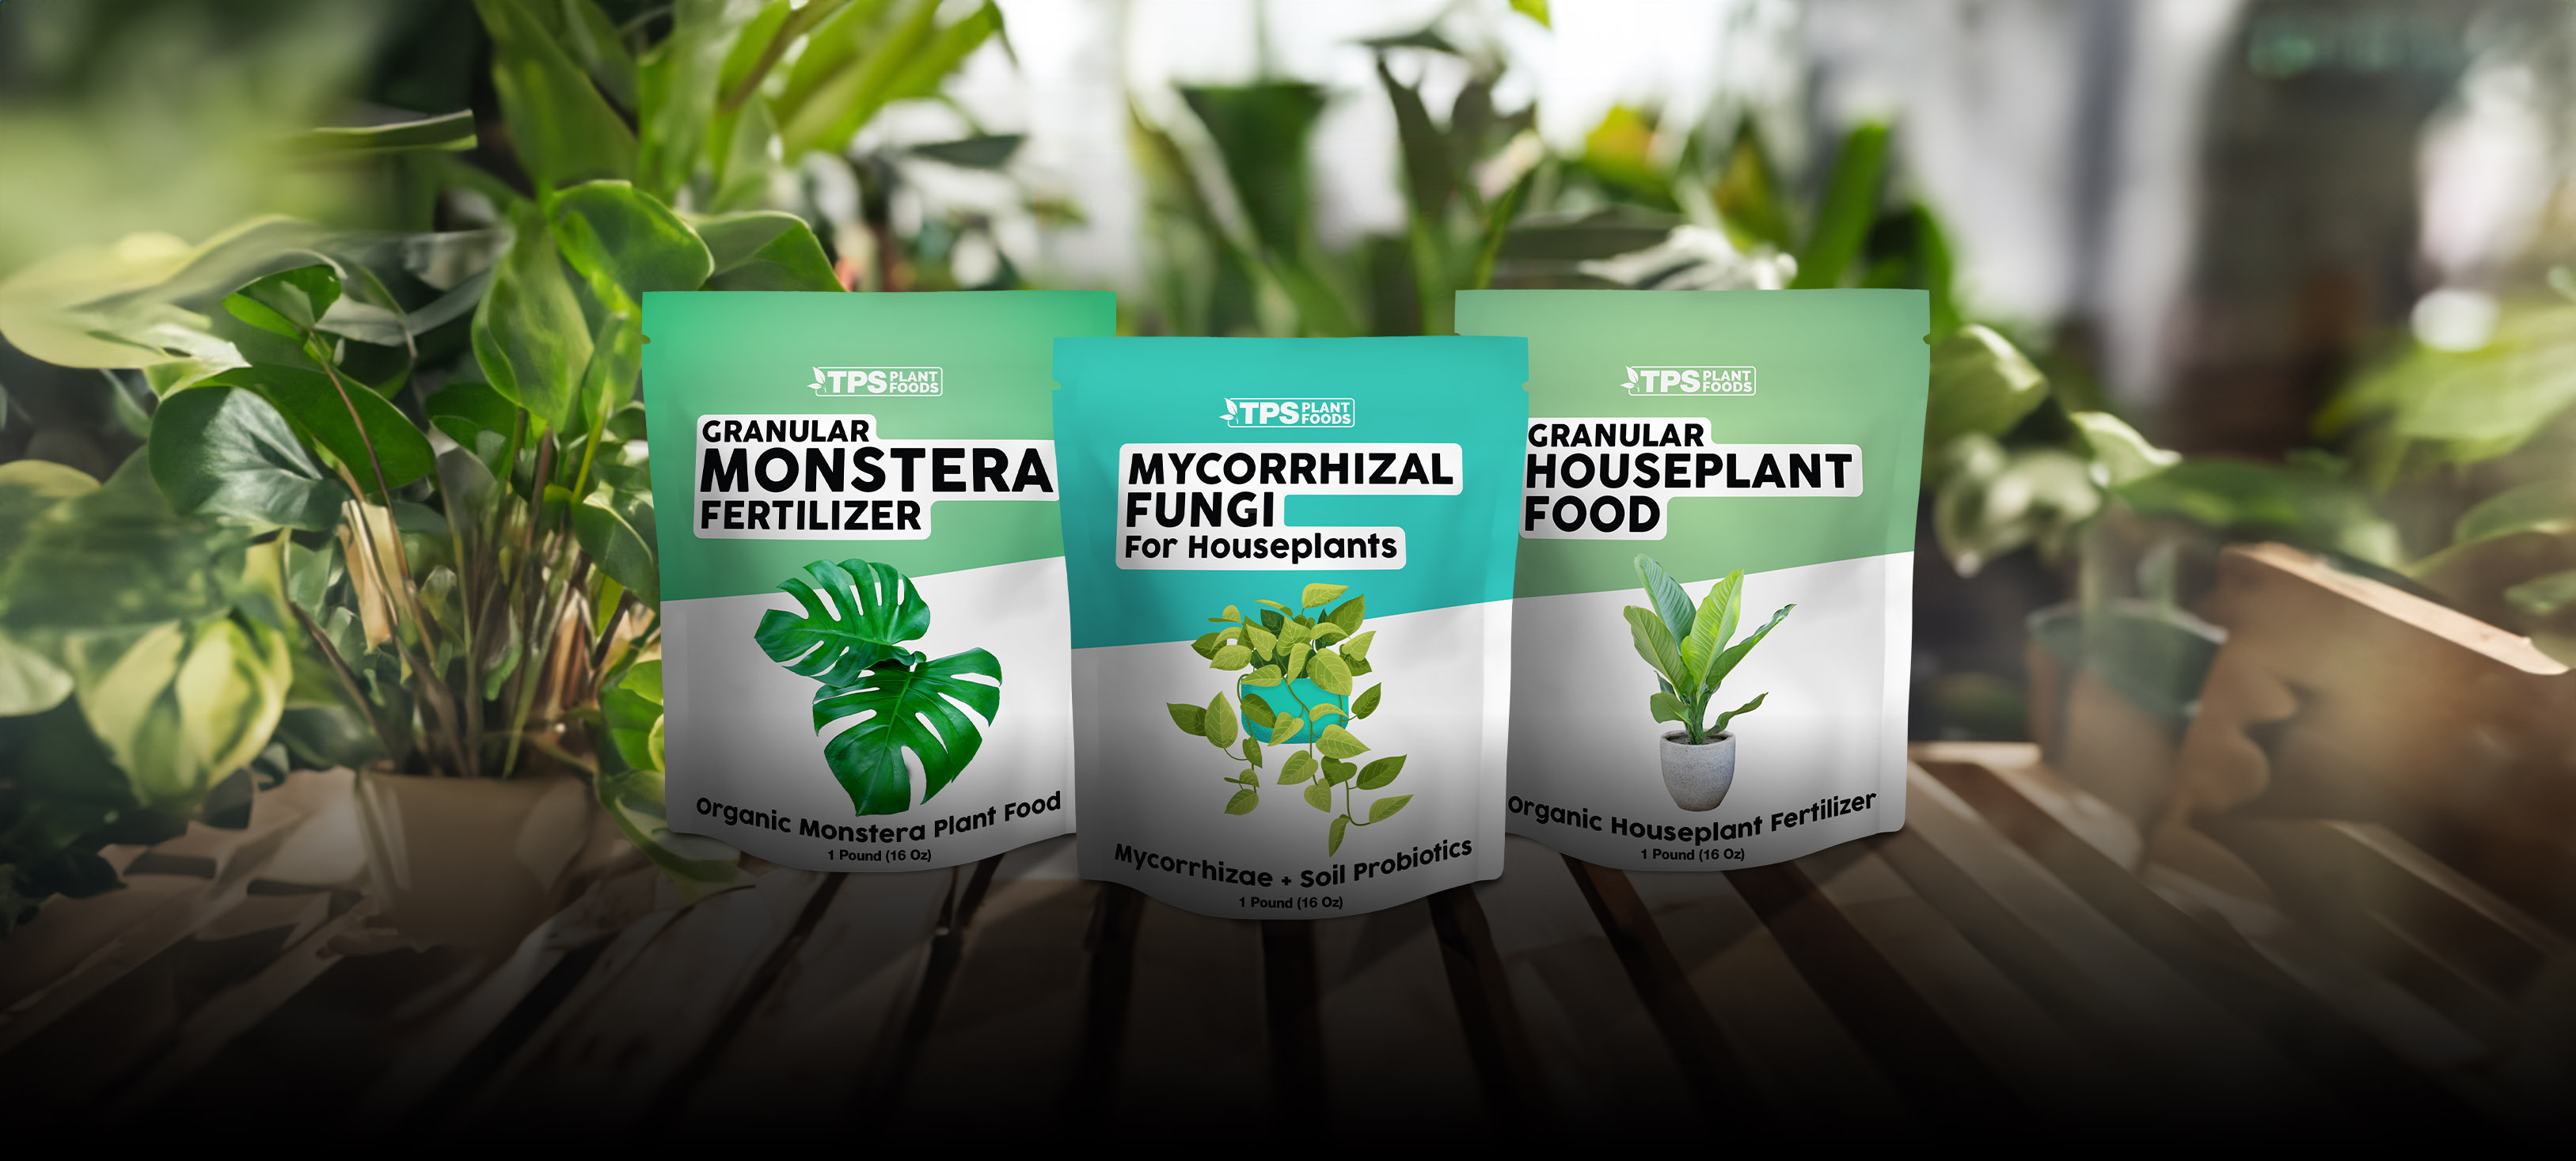 TPS PLANT FOODS
GRANULAR
MONSTERA
FERTILIZER
Organic Monstera Plant Food
1 Pound (16 Oz)
TPS PLANT FOODS
MYCORRHIZAL
FUNGI
For Houseplants
Mycorrhizae + Soil Probiotics
1 Pound (16 Oz)
TPS PLANT FOODS
GRANULAR
HOUSEPLANT
FOOD
Organic Houseplant Fertilizer
1 Pound (16 Oz)